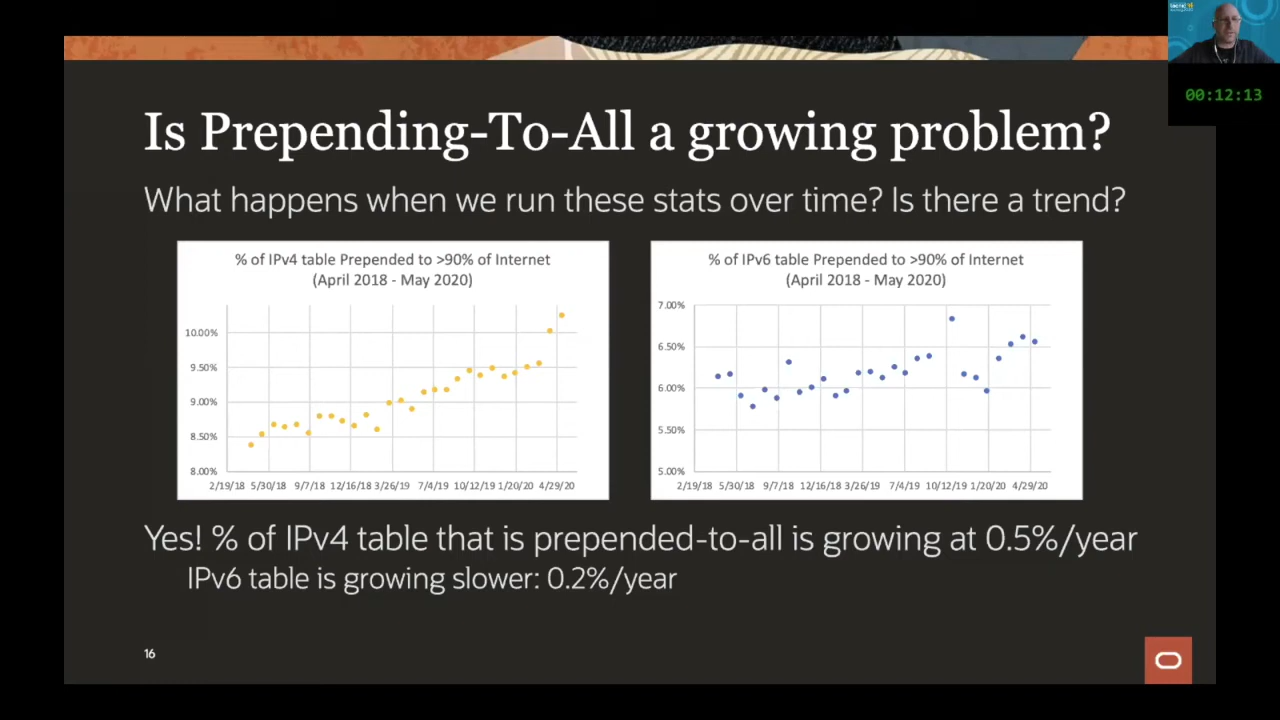 00:12:13
Is Prepending-To-All a growing problem?
What happens when we run these stats over time? Is there a trend?
% of IPv4 table Prepended to >90% of Internet
(April 2018 - May 2020)
10.00%
9.50%
9.00%
8.50%
8.00%
2/19/18 5/30/18 9/7/18 12/16/18 3/26/19 7/4/19 10/12/19 1/20/20 4/29/20
% of IPv6 table Prepended to >90% of Internet
(April 2018 - May 2020)
7.00%
6.50%
6.00%
5.50%
5.00%
2/19/18 5/30/18 9/7/18 12/16/18 3/26/19 7/4/19 10/12/19 1/20/20 4/29/20
Yes! % of IPv4 table that is prepended-to-all is growing at 0.5%/year
IPv6 table is growing slower: 0.2%/year
16